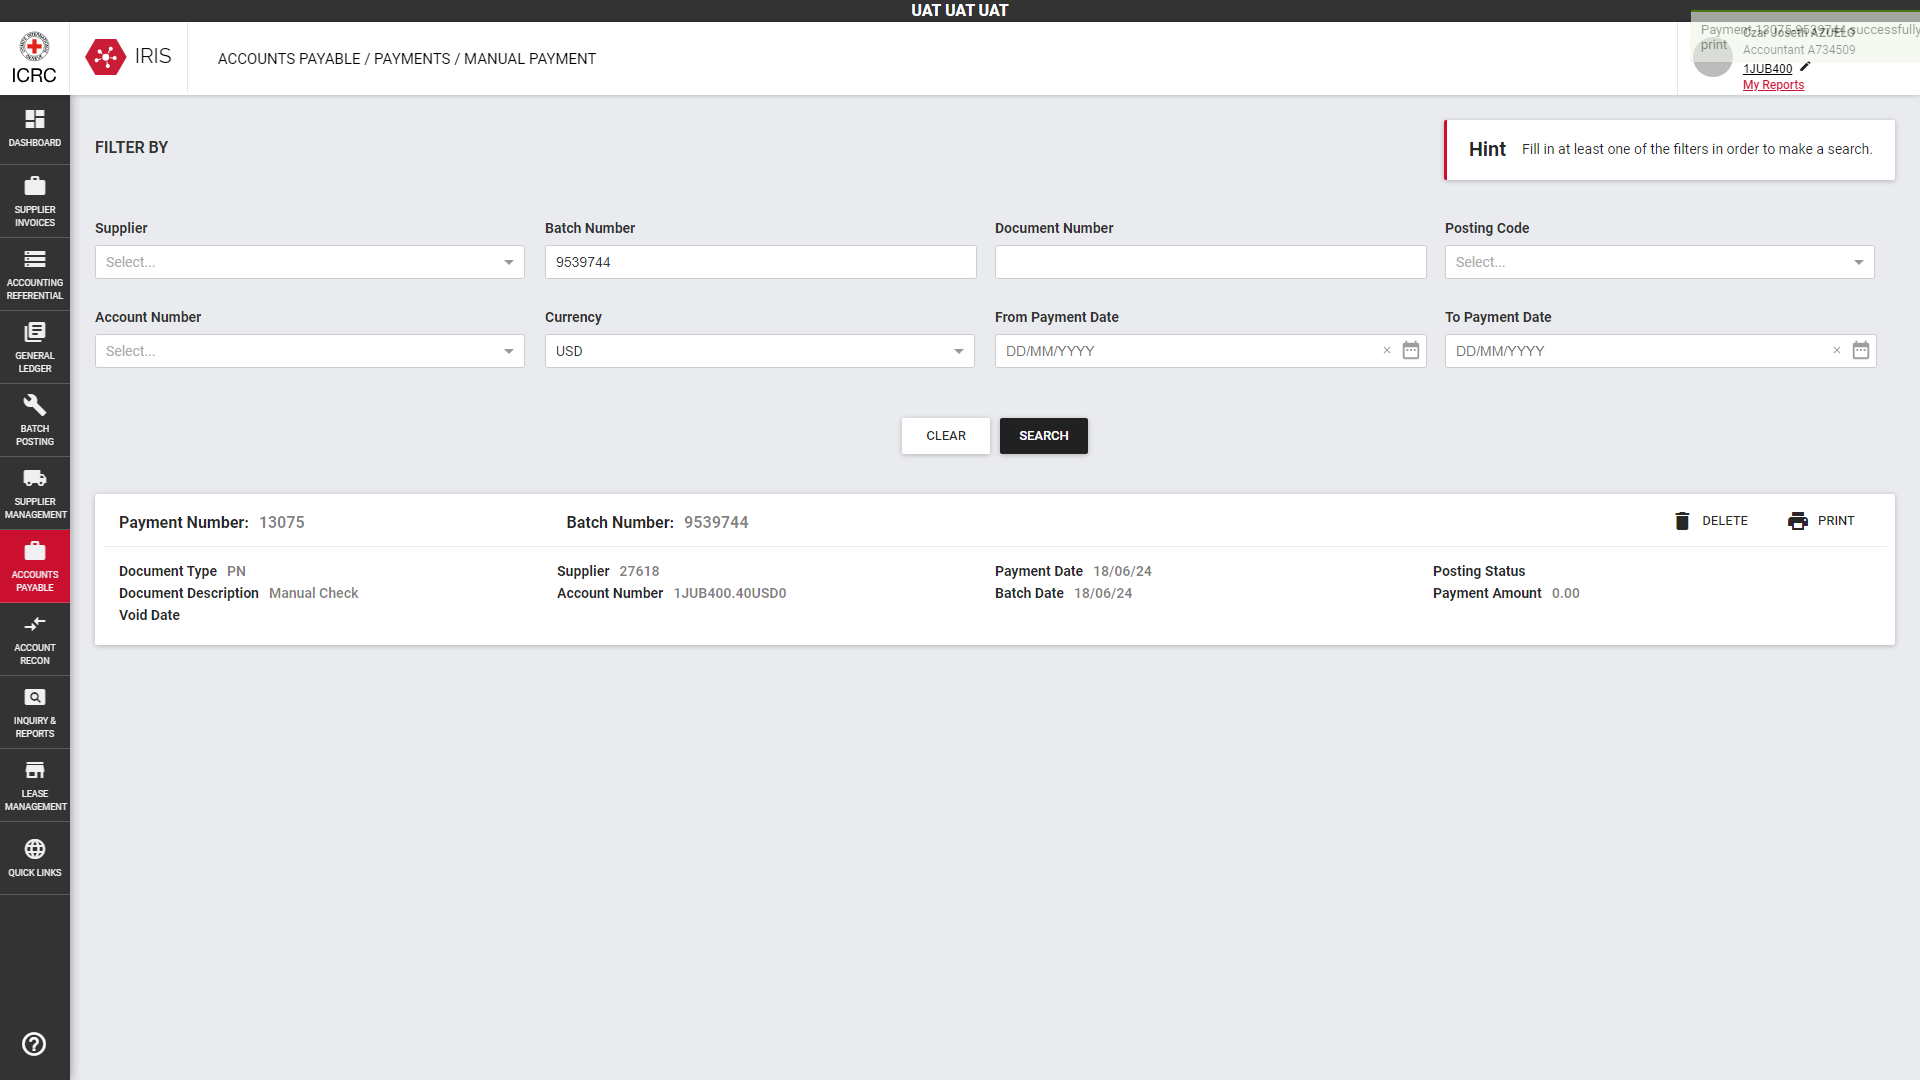 UAT UAT UAT
ICRC
IRIS
ACCOUNTS PAYABLE / PAYMENTS / MANUAL PAYMENT
Payment 13075-9539744 successfully
print
Czar Joseth AZUELO
Accountant A734509
1JUB400
My Reports
DASHBOARD
SUPPLIER
INVOICES
ACCOUNTING
REFERENTIAL
GENERAL
LEDGER
BATCH
POSTING
SUPPLIER
MANAGEMENT
ACCOUNTS
PAYABLE
ACCOUNT
RECON
INQUIRY &
REPORTS
LEASE
MANAGEMENT
QUICK LINKS
FILTER BY
Hint Fill in at least one of the filters in order to make a search.
Supplier Batch Number Document Number Posting Code
Select... 9539744 Select...
Account Number Currency From Payment Date To Payment Date
Select... USD DD/MM/YYYY × DD/MM/YYYY ×
CLEAR SEARCH
Payment Number: 13075 Batch Number: 9539744 DELETE PRINT
Document Type PN Supplier 27618 Payment Date 18/06/24 Posting Status
Document Description Manual Check Account Number 1JUB400.40USD0 Batch Date 18/06/24 Payment Amount 0.00
Void Date